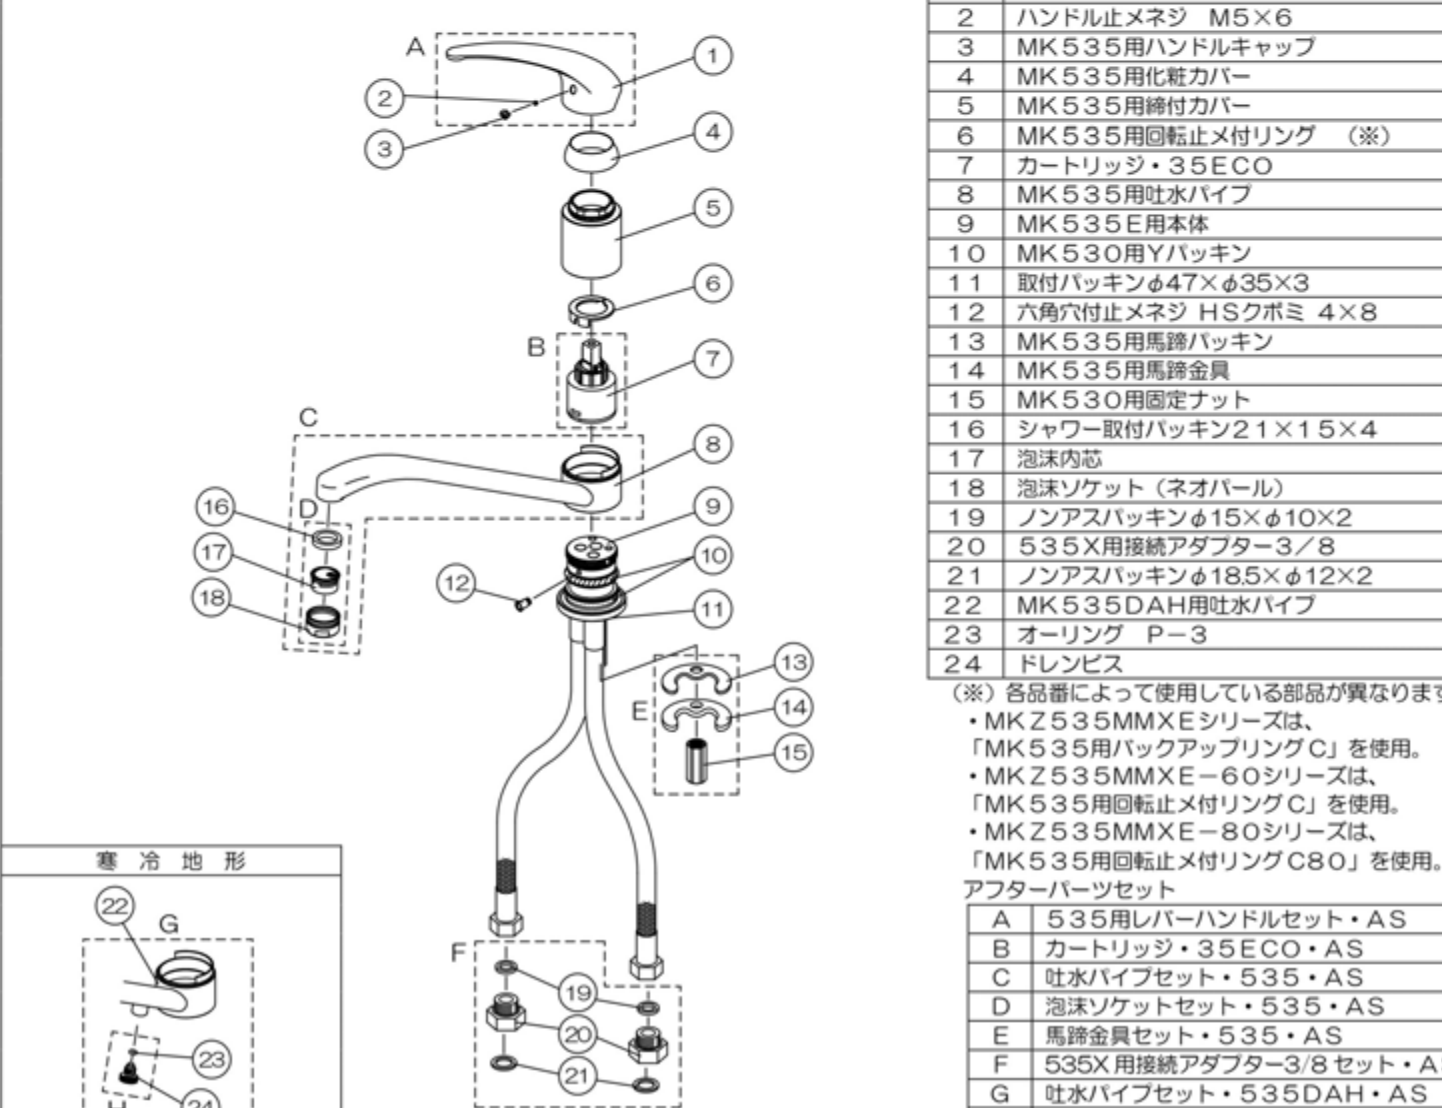 A
1
2
3
4
5
6
B
7
C
8
D
9
16
17
10
12
18
11
13
E
14
15
寒 冷 地 形
22
G
F
19
20
23
21
24
2 ハンドル止メネジ M5×6
3 MK535用ハンドルキャップ
4 MK535用化粧カバー
5 MK535用締付カバー
6 MK535用回転止メ付リング (※)
7 カートリッジ・35ECO
8 MK535用吐水パイプ
9 MK535E用本体
10 MK530用Yパッキン
11 取付パッキンφ47×φ35×3
12 六角穴付止メネジ HSクボミ 4×8
13 MK535用馬蹄パッキン
14 MK535用馬蹄金具
15 MK530用固定ナット
16 シャワー取付パッキン21×15×4
17 泡沫内芯
18 泡沫ソケット(ネオパール)
19 ノンアスパッキンφ15×φ10×2
20 535X用接続アダプター3/8
21 ノンアスパッキンφ18.5×φ12×2
22 MK535DAH用吐水パイプ
23 オーリング P-3
24 ドレンビス
(※)各品番によって使用している部品が異なります
・MKZ535MMXEシリーズは、
「MK535用バックアップリングC」を使用。
・MKZ535MMXE-60シリーズは、
「MK535用回転止メ付リングC」を使用。
・MKZ535MMXE-80シリーズは、
「MK535用回転止メ付リングC80」を使用。
アフターパーツセット
A 535用レバーハンドルセット・AS
B カートリッジ・35ECO・AS
C 吐水パイプセット・535・AS
D 泡沫ソケットセット・535・AS
E 馬蹄金具セット・535・AS
F 535X用接続アダプター3/8セット・A
G 吐水パイプセット・535DAH・AS